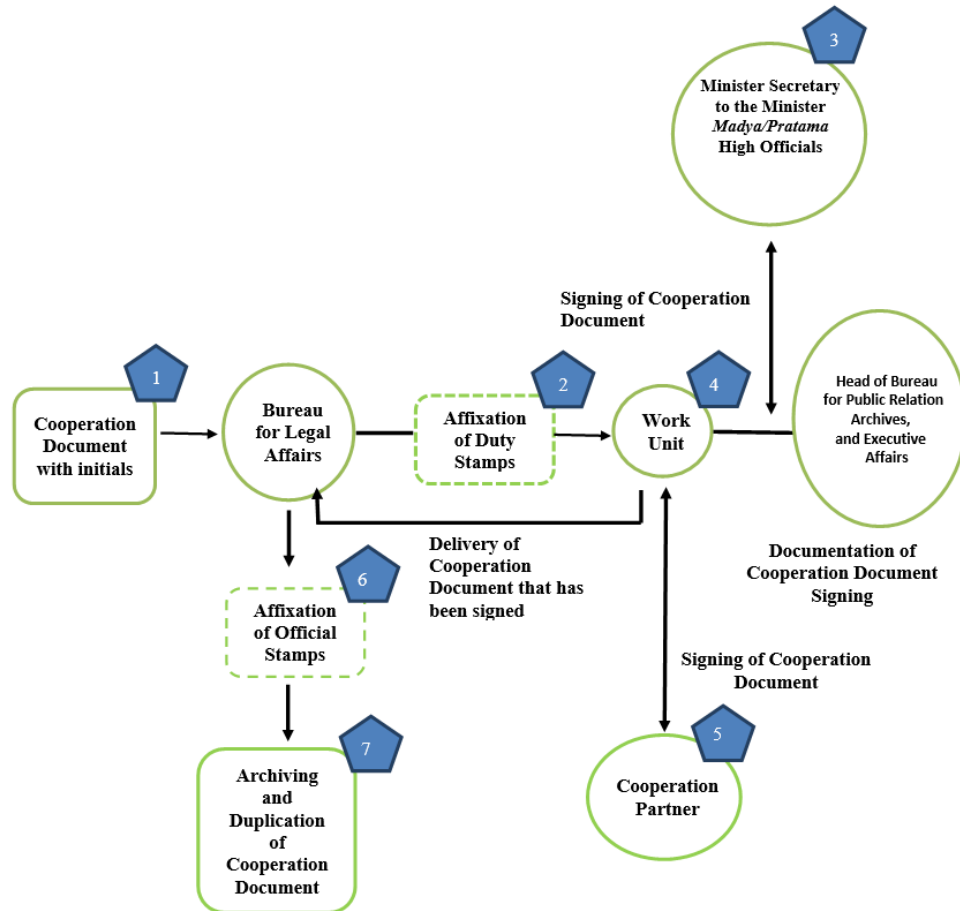 3
Minister Secretary
to the Minister
Madya/Pratama
High Officials
Signing of Cooperation
Document
1
Cooperation
Document
with initials
Bureau
for Legal
Affairs
2
Affixation
of Duty
Stamps
4
Work
Unit
Head of Bureau
for Public Relation
Archives,
and Executive
Affairs
Delivery of
Cooperation
Document that has
been signed
Documentation of
Cooperation Document
Signing
6
Affixation
of Official
Stamps
Signing of Cooperation
Document
5
Cooperation
Partner
7
Archiving
and
Duplication
of
Cooperation
Document